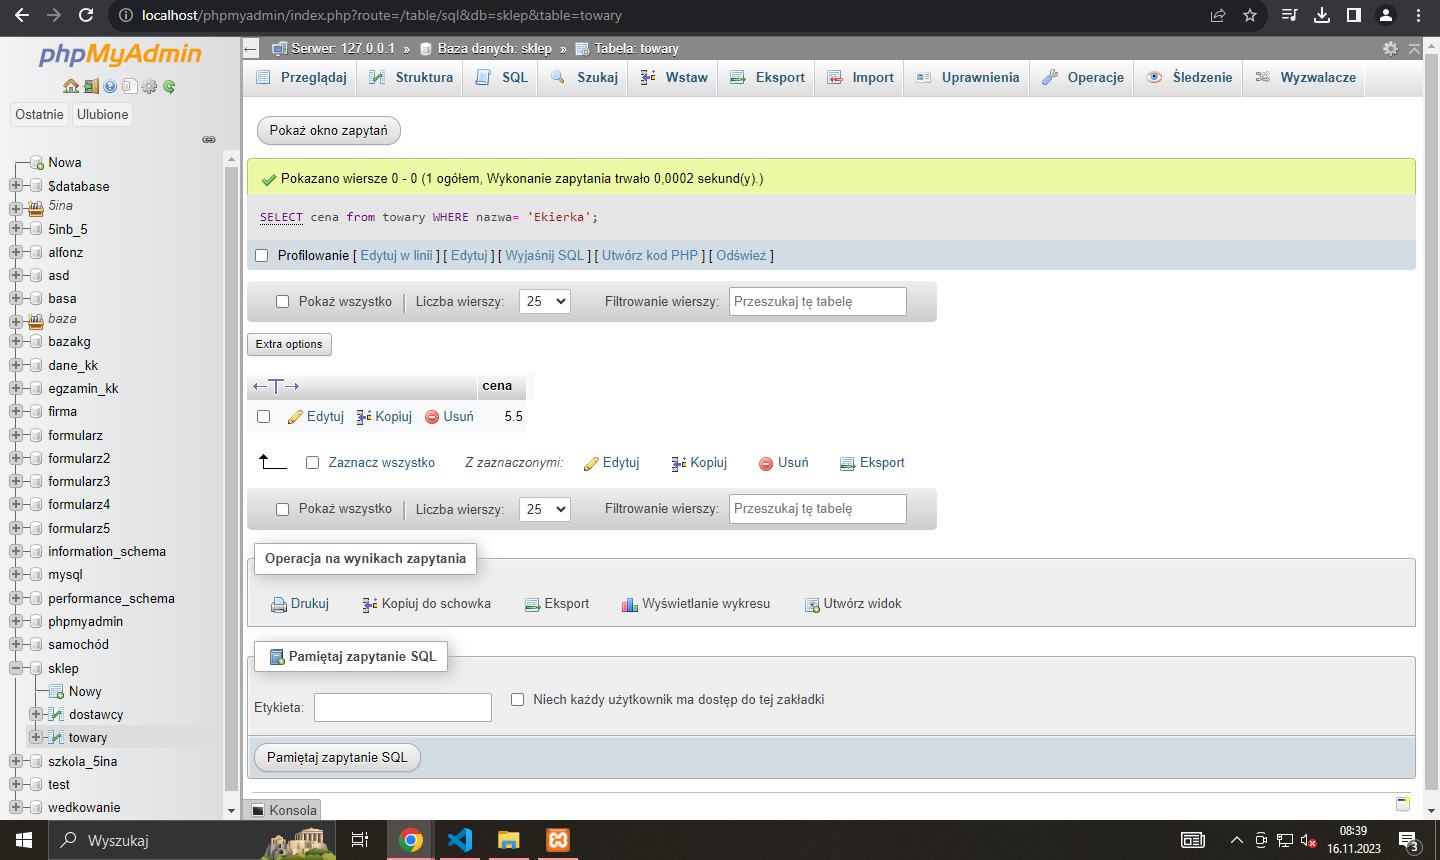 localhost/phpmyadmin/index.php?route=/table/sql&db=sklep&table=towary
phpMyAdmin
Ostatnie Ulubione
Nowa
$database
5ina
5inb_5
alfonz
asd
basa
baza
bazakg
dane_kk
egzamin_kk
firma
formularz
formularz2
formularz3
formularz4
formularz5
information_schema
mysql
performance_schema
phpmyadmin
samochód
sklep
Nowy
dostawcy
towary
szkola_5ina
test
wedkowanie
Serwer: 127.0.0.1 » Baza danych: sklep » Tabela: towary
Przeglądaj Struktura SQL Szukaj Wstaw Eksport Import Uprawnienia Operacje Śledzenie Wyzwalacze
Pokaż okno zapytań
Pokazano wiersze 0 - 0 (1 ogółem, Wykonanie zapytania trwało 0,0002 sekund(y).)
SELECT cena from towary WHERE nazwa= 'Ekierka';
Profilowanie [ Edytuj w linii ] [ Edytuj ] [ Wyjaśnij SQL ] [ Utwórz kod PHP ] [ Odśwież ]
Pokaż wszystko Liczba wierszy: 25 Filtrowanie wierszy: Przeszukaj tę tabelę
Extra options
←T→ cena
Edytuj Kopiuj Usuń 5.5
Zaznacz wszystko Z zaznaczonymi: Edytuj Kopiuj Usuń Eksport
Pokaż wszystko Liczba wierszy: 25 Filtrowanie wierszy: Przeszukaj tę tabelę
Operacja na wynikach zapytania
Drukuj Kopiuj do schowka Eksport Wyświetlanie wykresu Utwórz widok
Pamiętaj zapytanie SQL
Etykieta: Niech każdy użytkownik ma dostęp do tej zakładki
Pamiętaj zapytanie SQL
Konsola
Wyszukaj
08:39
16.11.2023
3